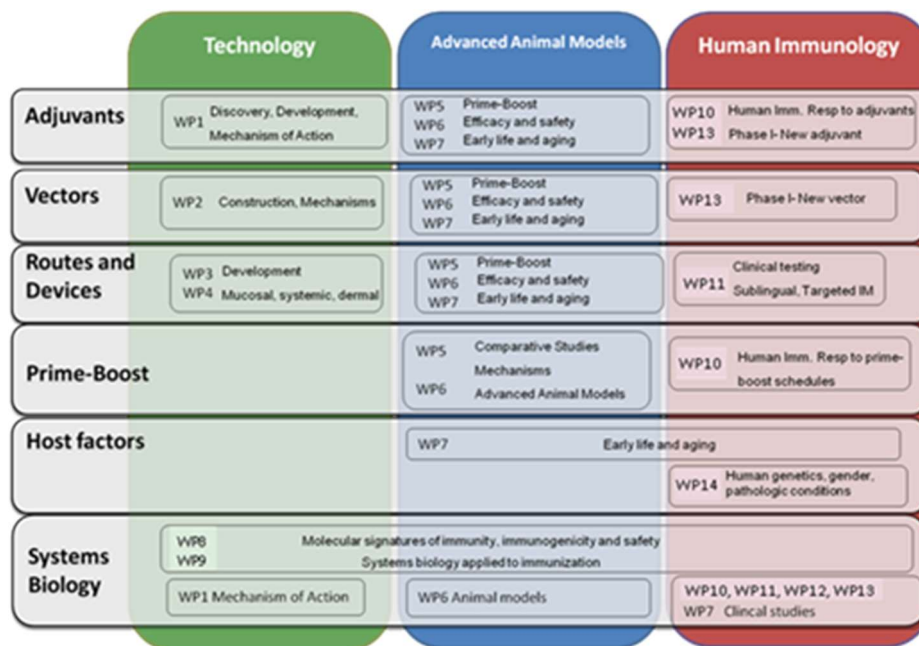 Technology
Advanced Animal Models
Human Immunology
Adjuvants
WP1 Discovery, Development,
Mechanism of Action
WP5 Prime-Boost
WP6 Efficacy and safety
WP7 Early life and aging
WP10 Human Imm. Resp to adjuvants
WP13 Phase I- New adjuvant
Vectors
WP2 Construction, Mechanisms
WP5 Prime-Boost
WP6 Efficacy and safety
WP7 Early life and aging
WP13 Phase I- New vector
Routes and
Devices
WP3 Development
WP4 Mucosal, systemic, dermal
WP5 Prime-Boost
WP6 Efficacy and safety
WP7 Early life and aging
WP11 Clinical testing
Sublingual, Targeted IM
Prime-Boost
WP5 Comparative Studies
Mechanisms
WP6 Advanced Animal Models
WP10 Human Imm. Resp to prime-
boost schedules
Host factors
WP7 Early life and aging
WP14 Human genetics, gender,
pathologic conditions
Systems
Biology
WP8 Molecular signatures of immunity, immunogenicity and safety
WP9 Systems biology applied to immunization
WP1 Mechanism of Action
WP6 Animal models
WP10, WP11, WP12, WP13
WP7 Clincal studies